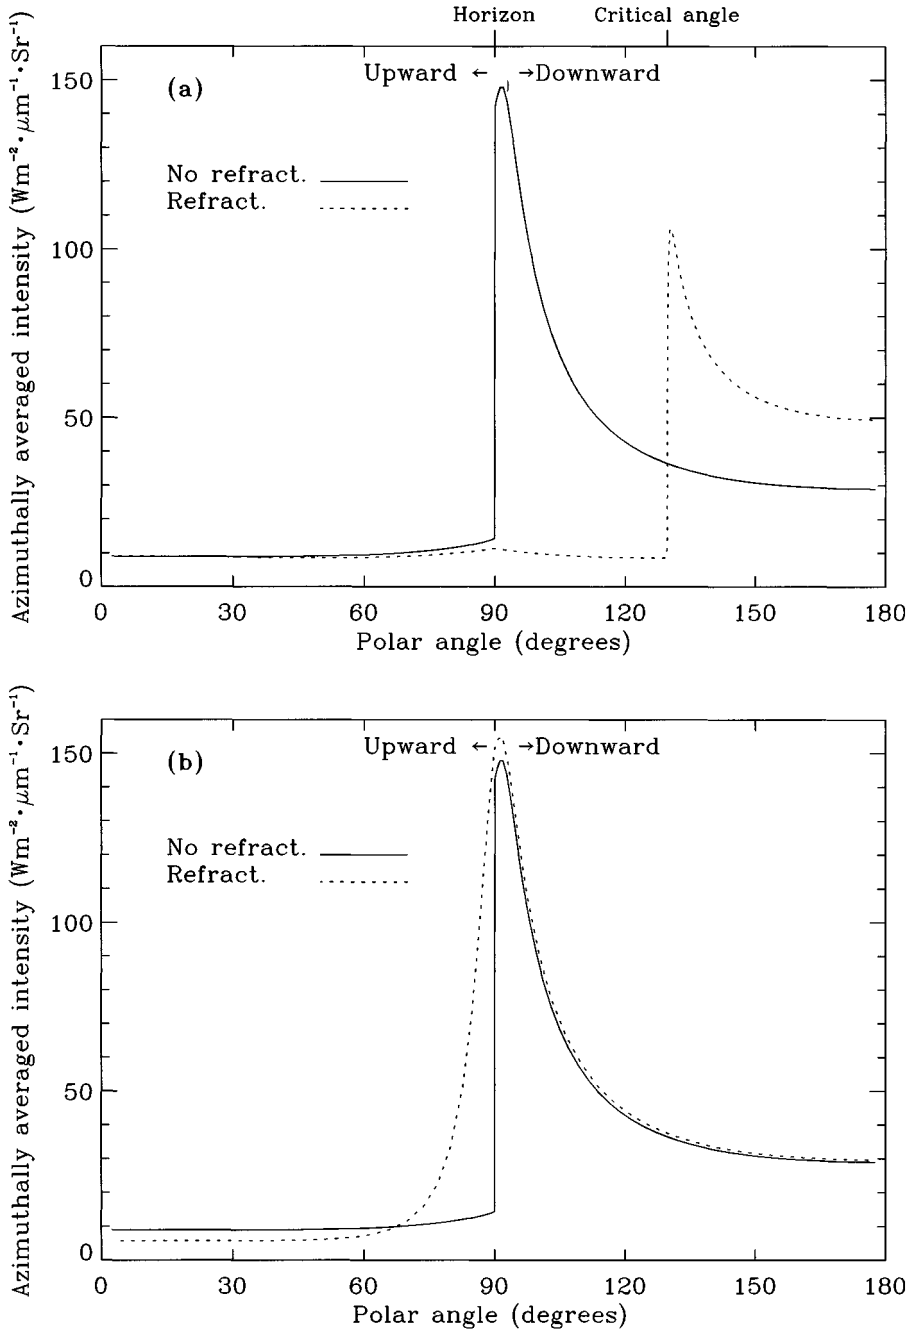 Horizon Critical angle
Upward ← → Downward
(a)
No refract.
Refract.
Azimuthally averaged intensity (Wm⁻²·μm⁻¹·Sr⁻¹)
150
100
50
0
0 30 60 90 120 150 180
Polar angle (degrees)
Upward ← → Downward
(b)
No refract.
Refract.
Azimuthally averaged intensity (Wm⁻²·μm⁻¹·Sr⁻¹)
150
100
50
0
0 30 60 90 120 150 180
Polar angle (degrees)